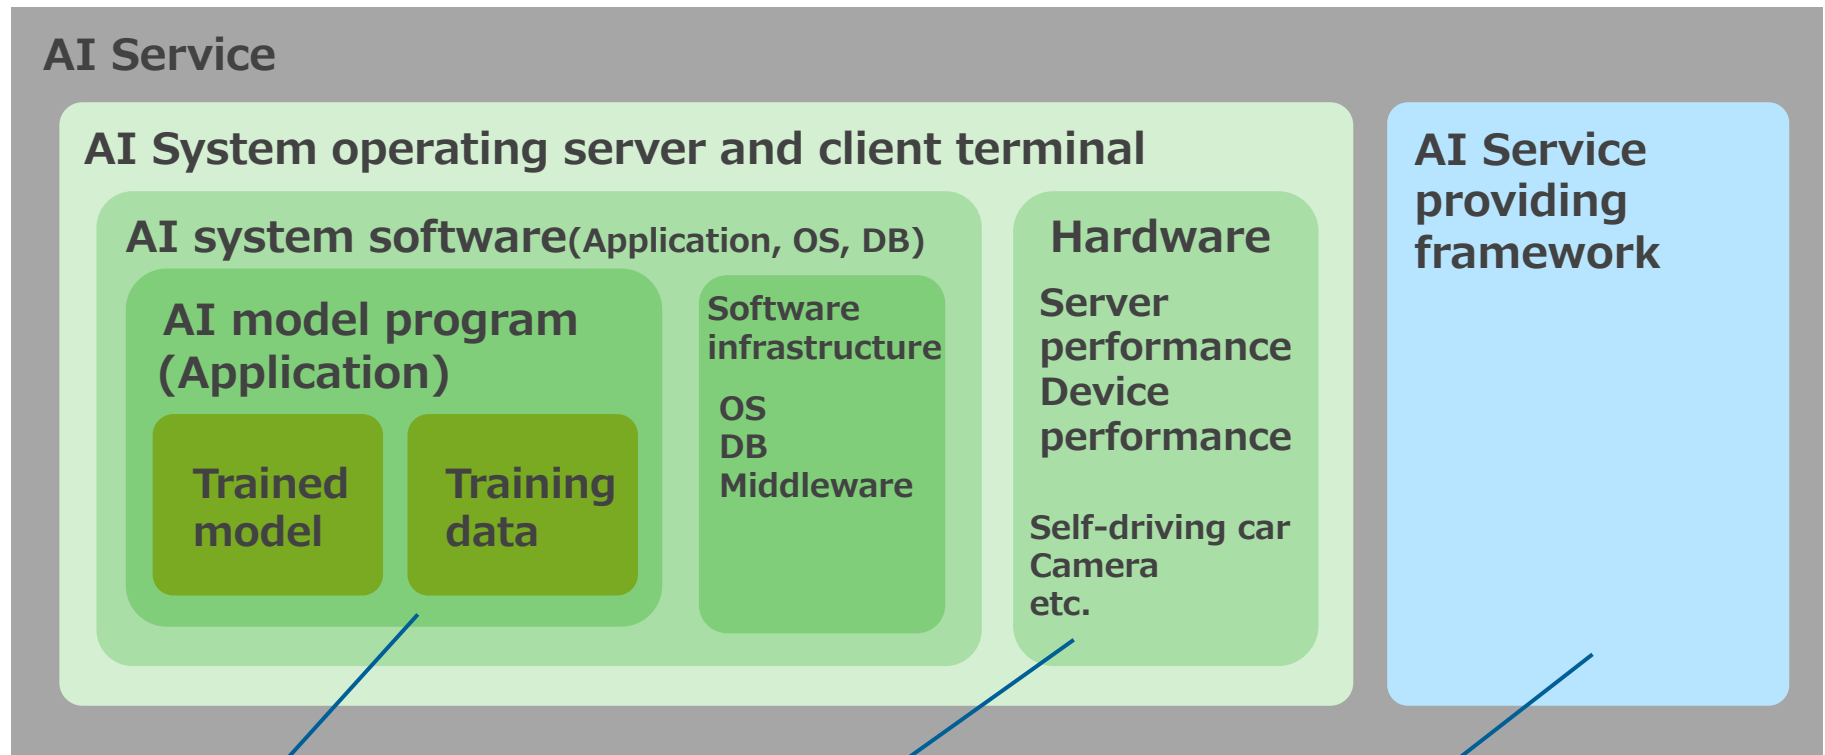 AI Service
AI System operating server and client terminal
AI system software(Application, OS, DB)
AI model program
(Application)
Trained
model
Training
data
Software
infrastructure
OS
DB
Middleware
Hardware
Server
performance
Device
performance
Self-driving car
Camera
etc.
AI Service
providing
framework